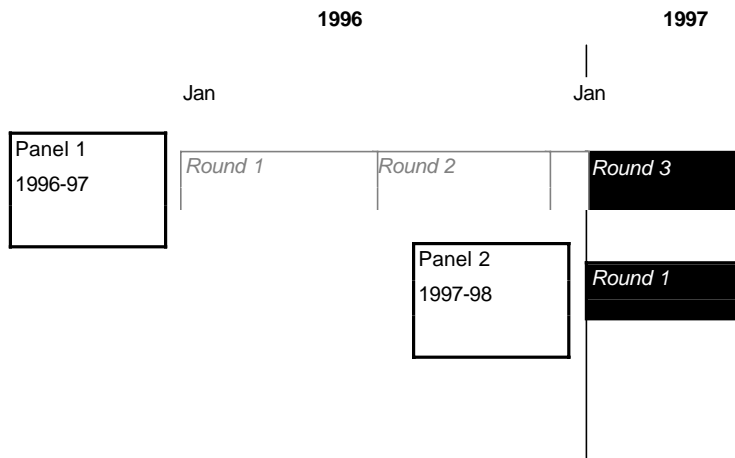 1996 1997
Jan Jan
Panel 1
1996-97
Round 1 Round 2 Round 3
Panel 2
1997-98
Round 1